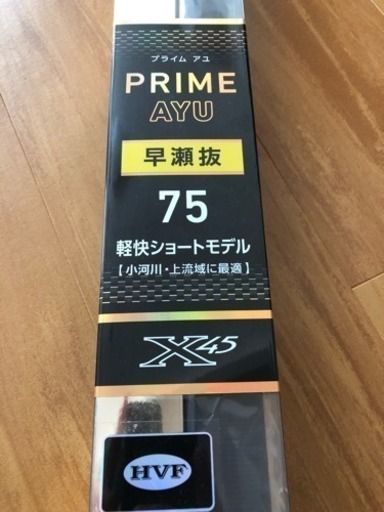 プライム アユ
PRIME
AYU
早瀬抜
75
軽快ショートモデル
【 小河川・上流域に最適 】
X45
HVF